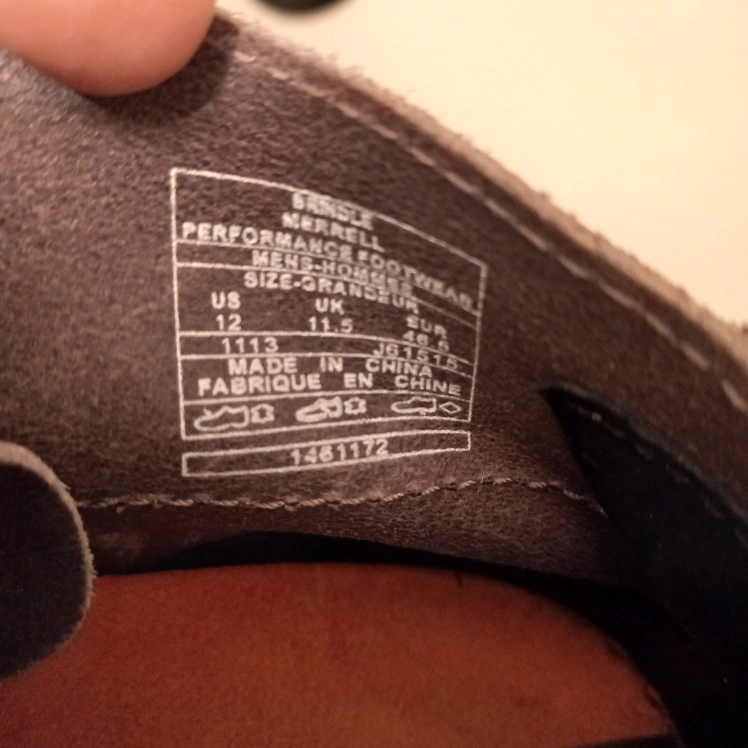 BRINDLE
MERRELL
PERFORMANCE FOOTWEAR
MENS-HOMMES
SIZE-GRANDEUR
US UK EUR
12 11.5 46.5
1113 J61515
MADE IN CHINA
FABRIQUE EN CHINE
1461172